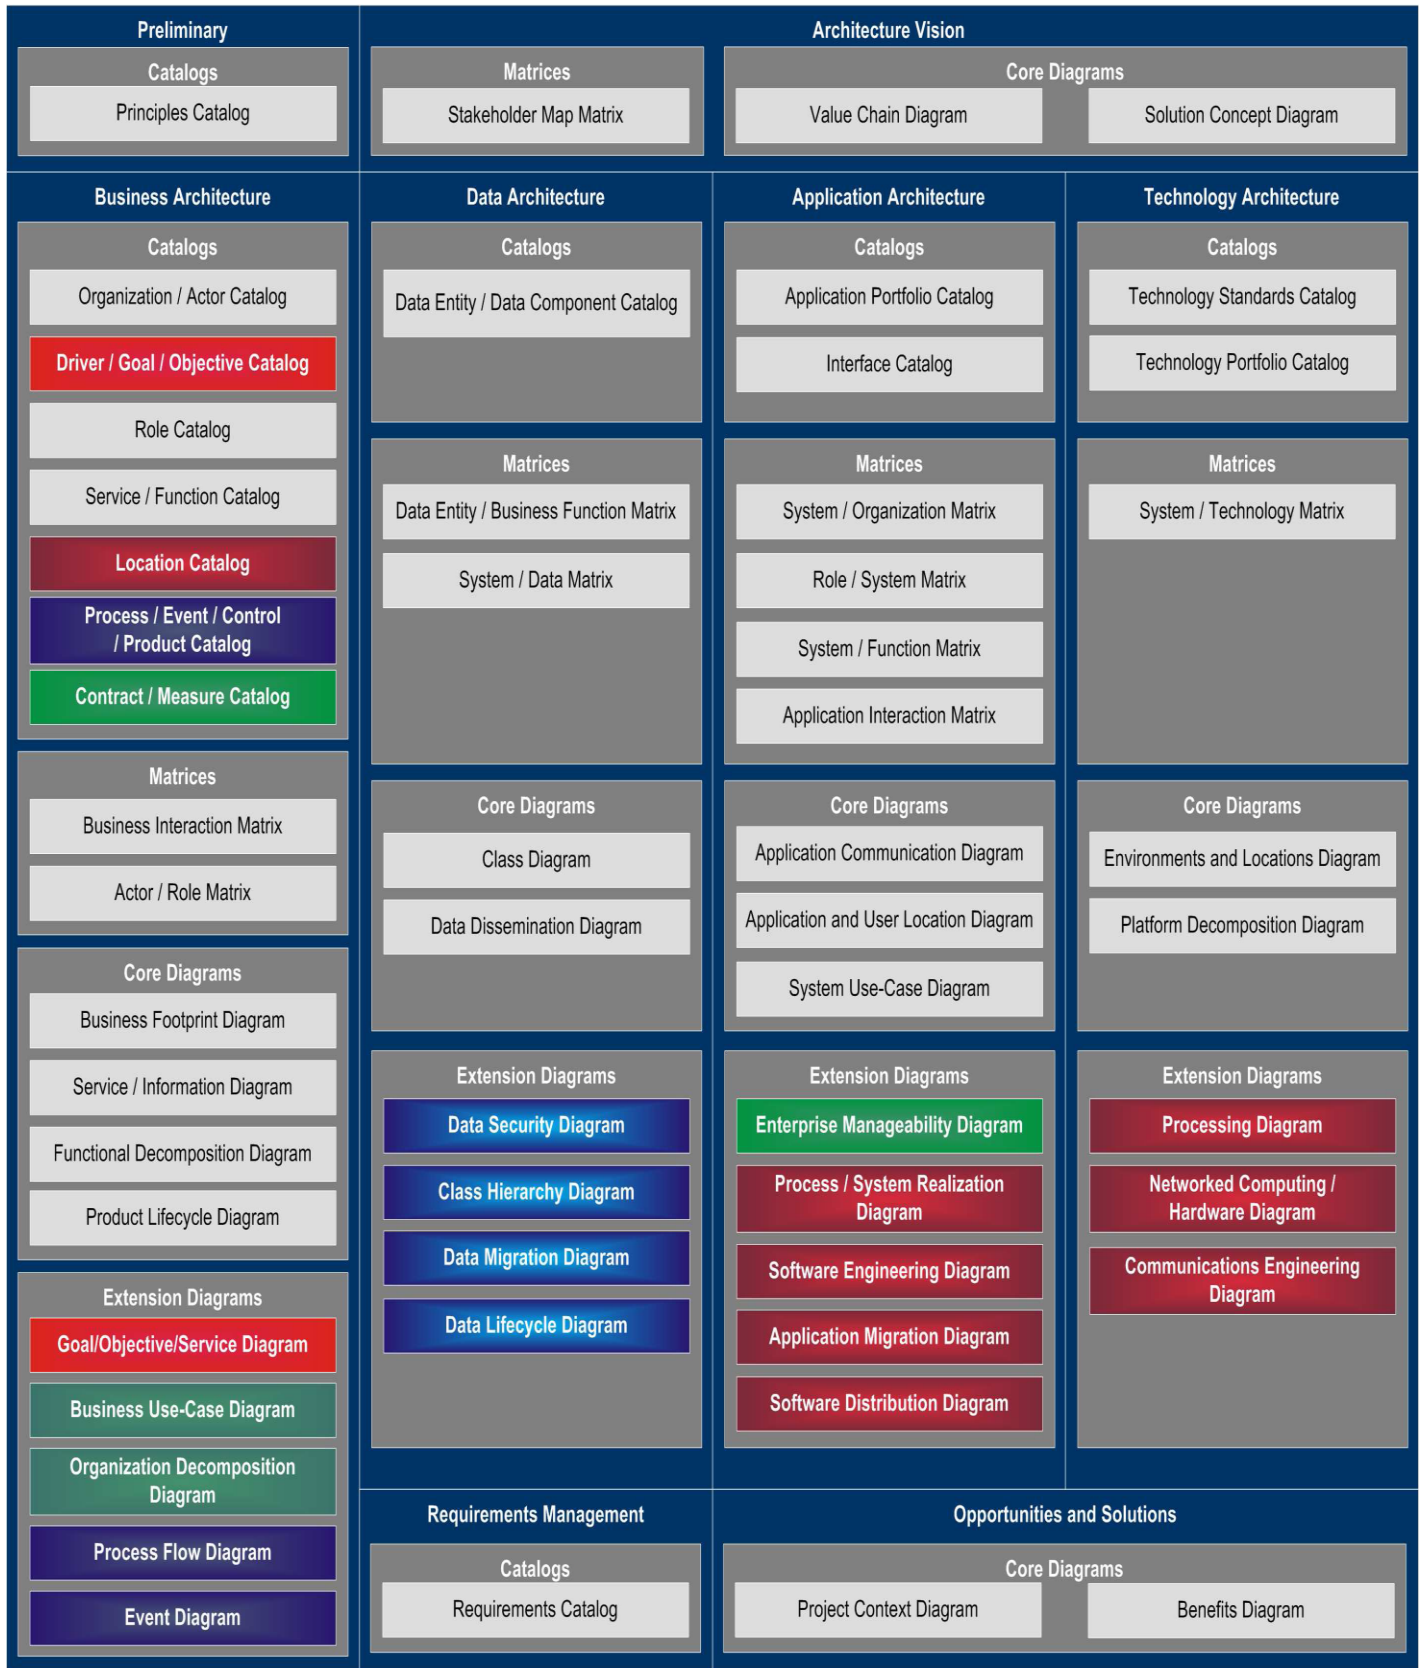 Preliminary
Catalogs
Principles Catalog
Architecture Vision
Matrices
Stakeholder Map Matrix
Core Diagrams
Value Chain Diagram
Solution Concept Diagram
Business Architecture
Catalogs
Organization / Actor Catalog
Driver / Goal / Objective Catalog
Role Catalog
Service / Function Catalog
Location Catalog
Process / Event / Control
/ Product Catalog
Contract / Measure Catalog
Matrices
Business Interaction Matrix
Actor / Role Matrix
Core Diagrams
Business Footprint Diagram
Service / Information Diagram
Functional Decomposition Diagram
Product Lifecycle Diagram
Extension Diagrams
Goal/Objective/Service Diagram
Business Use-Case Diagram
Organization Decomposition
Diagram
Process Flow Diagram
Event Diagram
Data Architecture
Catalogs
Data Entity / Data Component Catalog
Matrices
Data Entity / Business Function Matrix
System / Data Matrix
Core Diagrams
Class Diagram
Data Dissemination Diagram
Extension Diagrams
Data Security Diagram
Class Hierarchy Diagram
Data Migration Diagram
Data Lifecycle Diagram
Application Architecture
Catalogs
Application Portfolio Catalog
Interface Catalog
Matrices
System / Organization Matrix
Role / System Matrix
System / Function Matrix
Application Interaction Matrix
Core Diagrams
Application Communication Diagram
Application and User Location Diagram
System Use-Case Diagram
Extension Diagrams
Enterprise Manageability Diagram
Process / System Realization
Diagram
Software Engineering Diagram
Application Migration Diagram
Software Distribution Diagram
Technology Architecture
Catalogs
Technology Standards Catalog
Technology Portfolio Catalog
Matrices
System / Technology Matrix
Core Diagrams
Environments and Locations Diagram
Platform Decomposition Diagram
Extension Diagrams
Processing Diagram
Networked Computing /
Hardware Diagram
Communications Engineering
Diagram
Requirements Management
Catalogs
Requirements Catalog
Opportunities and Solutions
Core Diagrams
Project Context Diagram
Benefits Diagram